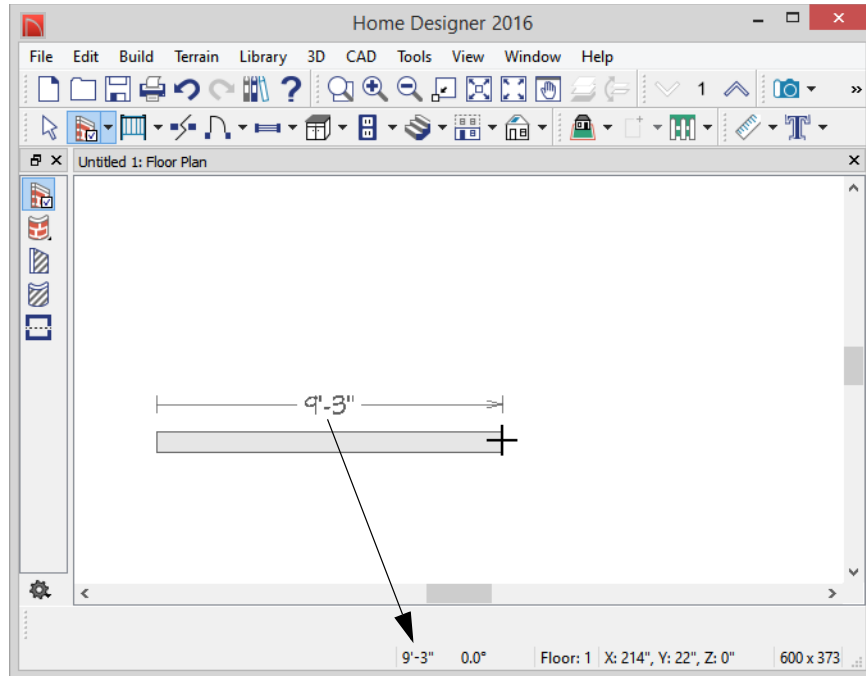 Home Designer 2016
File Edit Build Terrain Library 3D CAD Tools View Window Help
1
Untitled 1: Floor Plan
9'-3"
9'-3" 0.0° Floor: 1 X: 214", Y: 22", Z: 0" 600 x 373